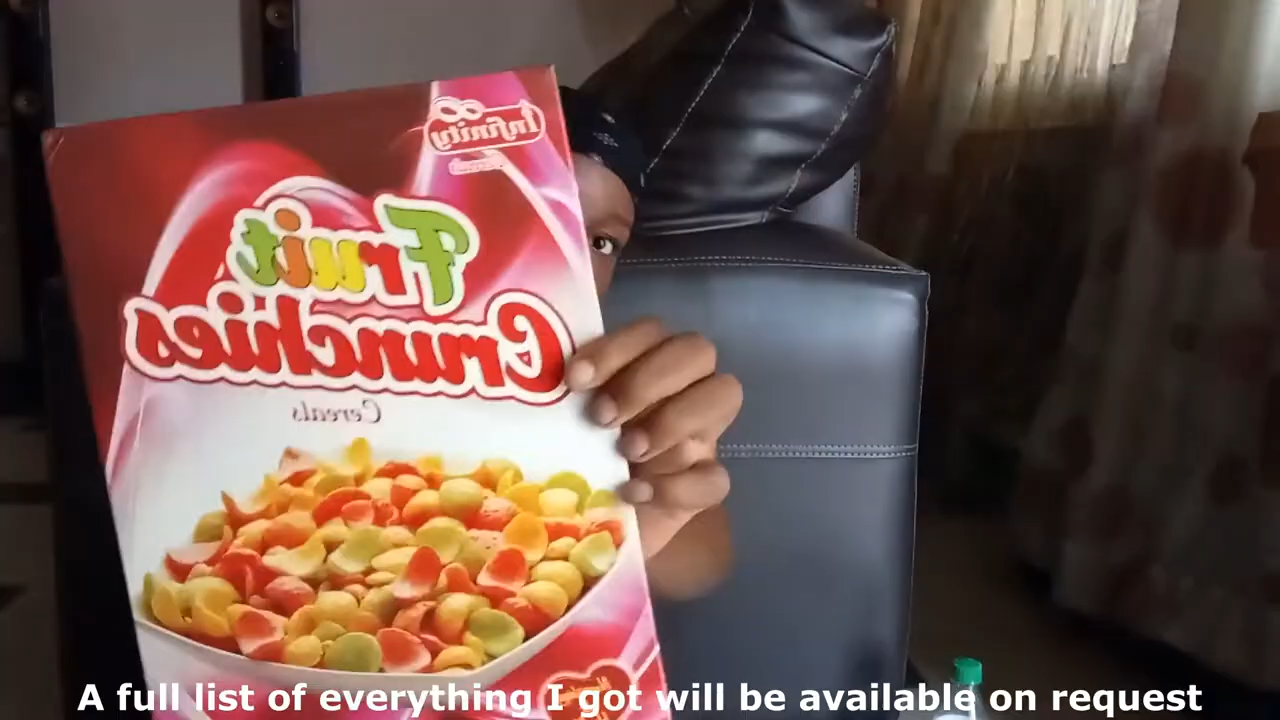 Infinity
Fruit
Crunchies
Cereals
A full list of everything I got will be available on request